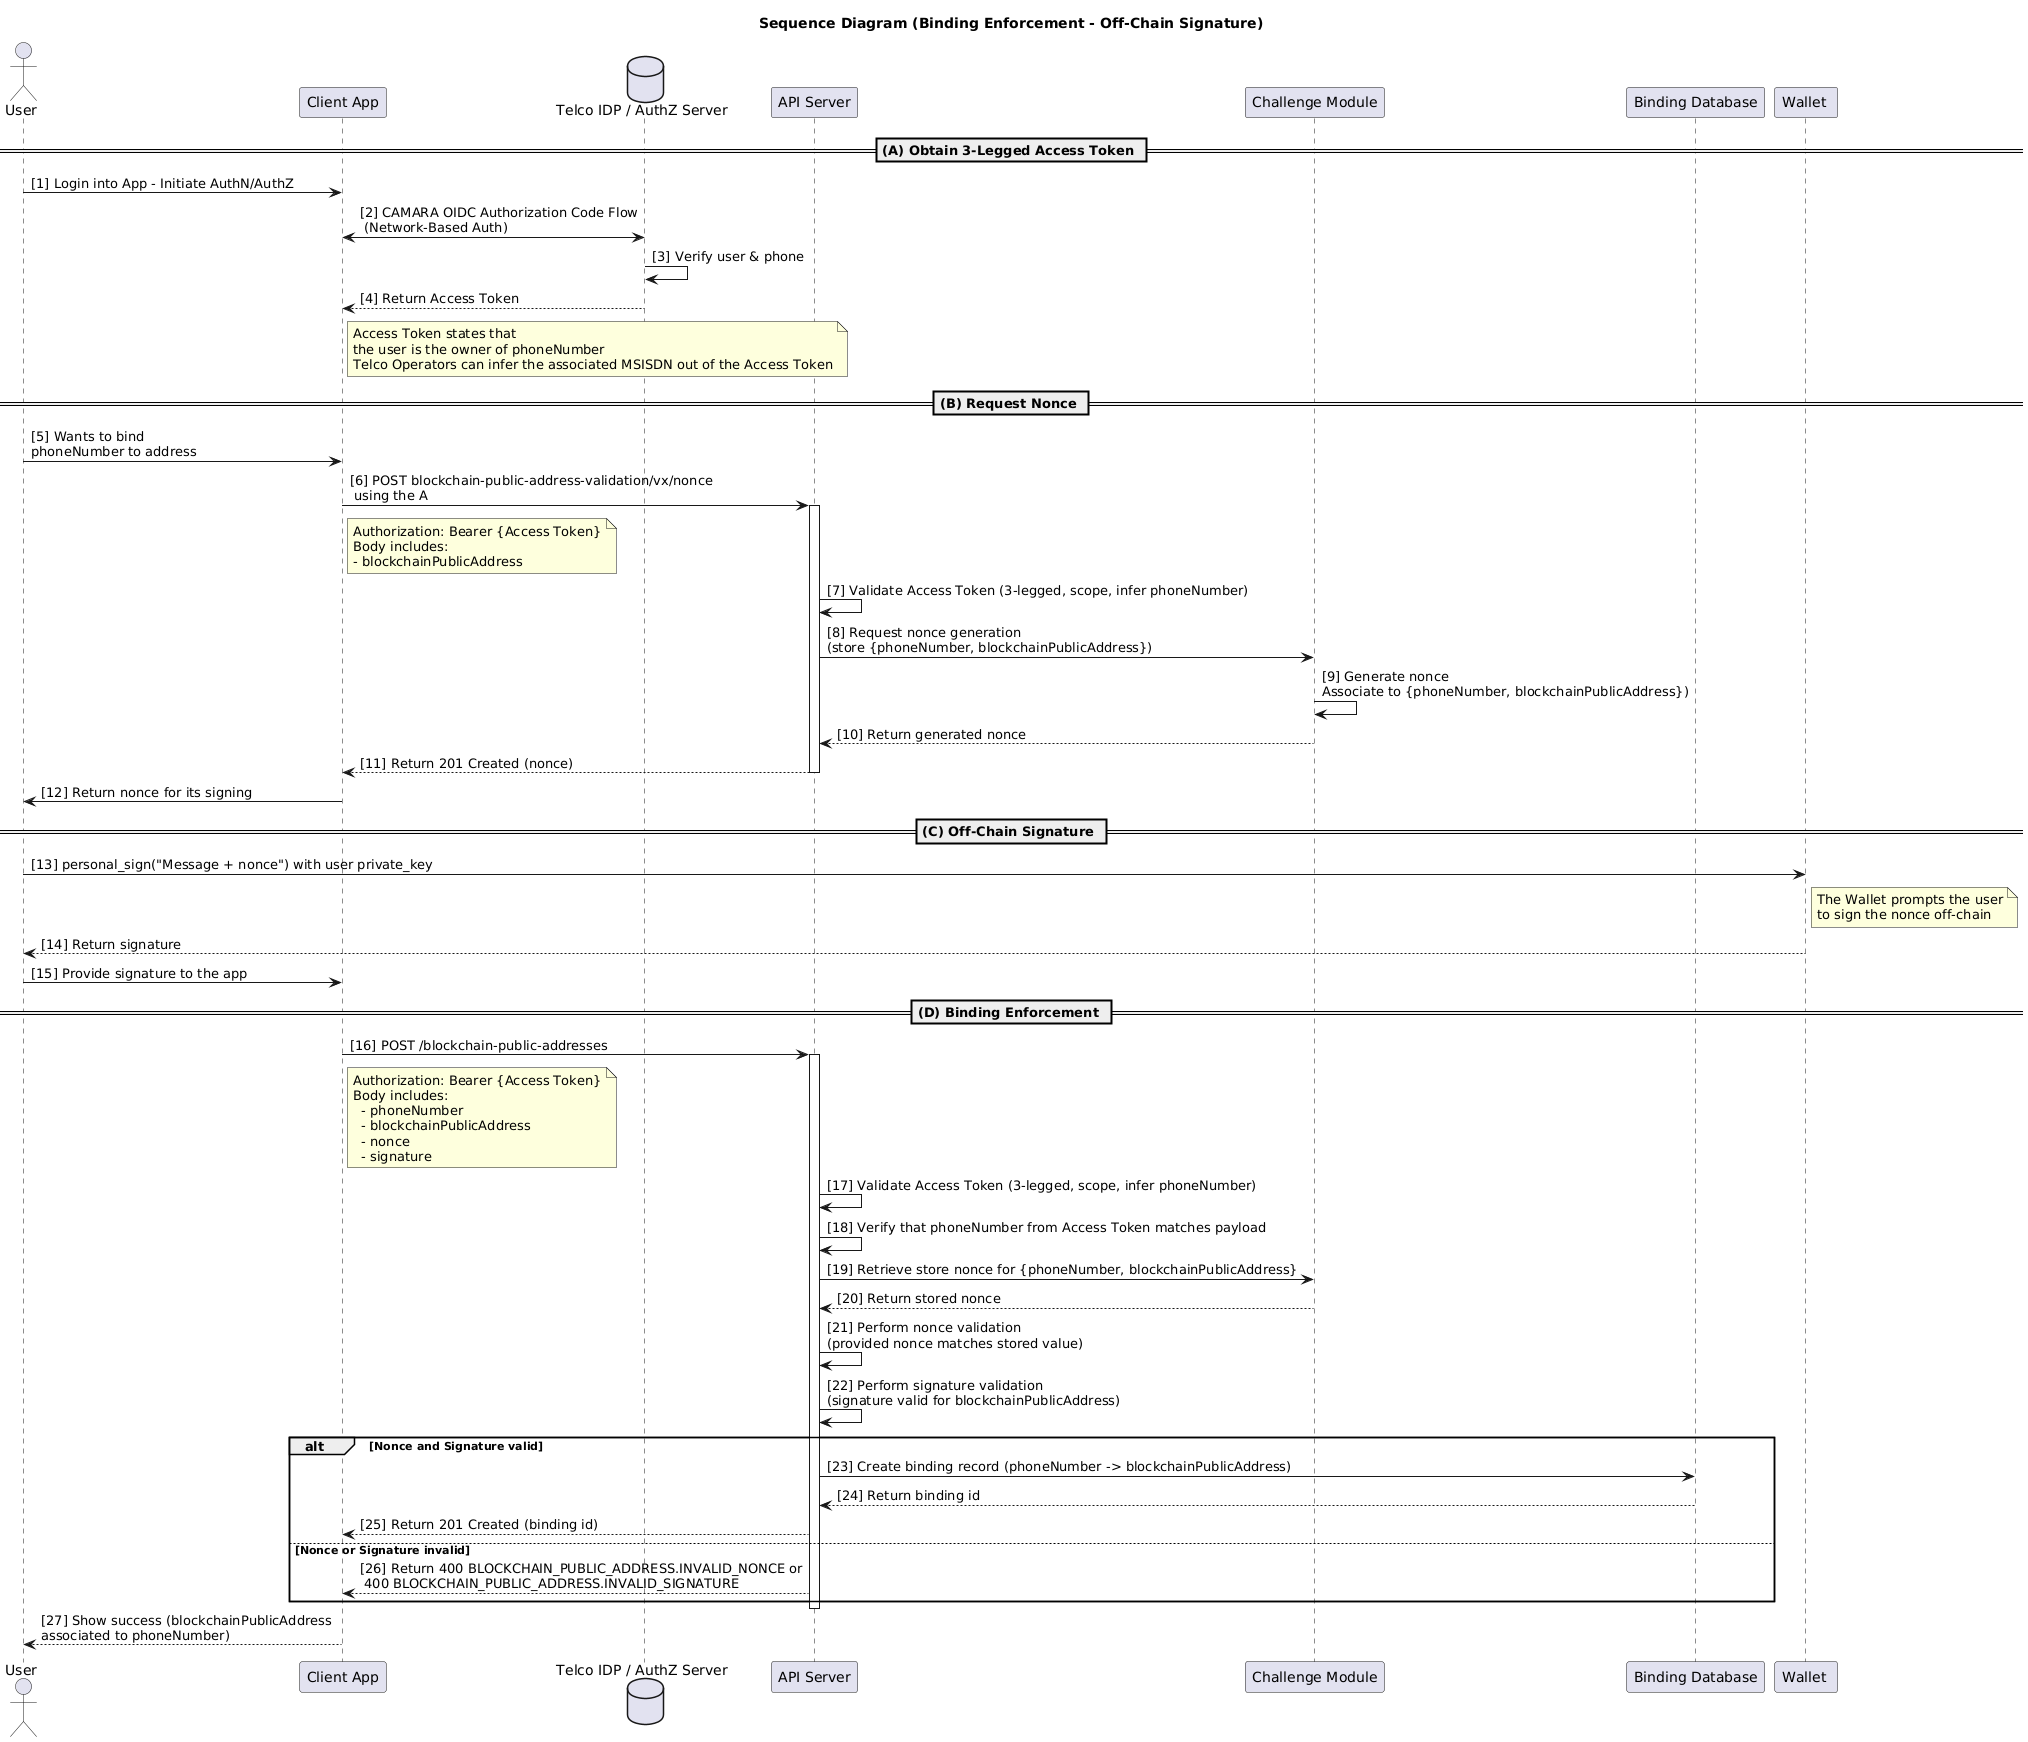 Sequence Diagram (Binding Enforcement - Off-Chain Signature)
User
Client App
Telco IDP / AuthZ Server
API Server
Challenge Module
Binding Database
Wallet
(A) Obtain 3-Legged Access Token
[1] Login into App - Initiate AuthN/AuthZ
[2] CAMARA OIDC Authorization Code Flow
(Network-Based Auth)
[3] Verify user & phone
[4] Return Access Token
Access Token states that
the user is the owner of phoneNumber
Telco Operators can infer the associated MSISDN out of the Access Token
(B) Request Nonce
[5] Wants to bind
phoneNumber to address
[6] POST blockchain-public-address-validation/vx/nonce
using the A
Authorization: Bearer {Access Token}
Body includes:
- blockchainPublicAddress
[7] Validate Access Token (3-legged, scope, infer phoneNumber)
[8] Request nonce generation
(store {phoneNumber, blockchainPublicAddress})
[9] Generate nonce
Associate to {phoneNumber, blockchainPublicAddress})
[10] Return generated nonce
[11] Return 201 Created (nonce)
[12] Return nonce for its signing
(C) Off-Chain Signature
[13] personal_sign("Message + nonce") with user private_key
The Wallet prompts the user
to sign the nonce off-chain
[14] Return signature
[15] Provide signature to the app
(D) Binding Enforcement
[16] POST /blockchain-public-addresses
Authorization: Bearer {Access Token}
Body includes:
- phoneNumber
- blockchainPublicAddress
- nonce
- signature
[17] Validate Access Token (3-legged, scope, infer phoneNumber)
[18] Verify that phoneNumber from Access Token matches payload
[19] Retrieve store nonce for {phoneNumber, blockchainPublicAddress}
[20] Return stored nonce
[21] Perform nonce validation
(provided nonce matches stored value)
[22] Perform signature validation
(signature valid for blockchainPublicAddress)
alt [Nonce and Signature valid]
[23] Create binding record (phoneNumber -> blockchainPublicAddress)
[24] Return binding id
[25] Return 201 Created (binding id)
[Nonce or Signature invalid]
[26] Return 400 BLOCKCHAIN_PUBLIC_ADDRESS.INVALID_NONCE or
400 BLOCKCHAIN_PUBLIC_ADDRESS.INVALID_SIGNATURE
[27] Show success (blockchainPublicAddress
associated to phoneNumber)
User
Client App
Telco IDP / AuthZ Server
API Server
Challenge Module
Binding Database
Wallet